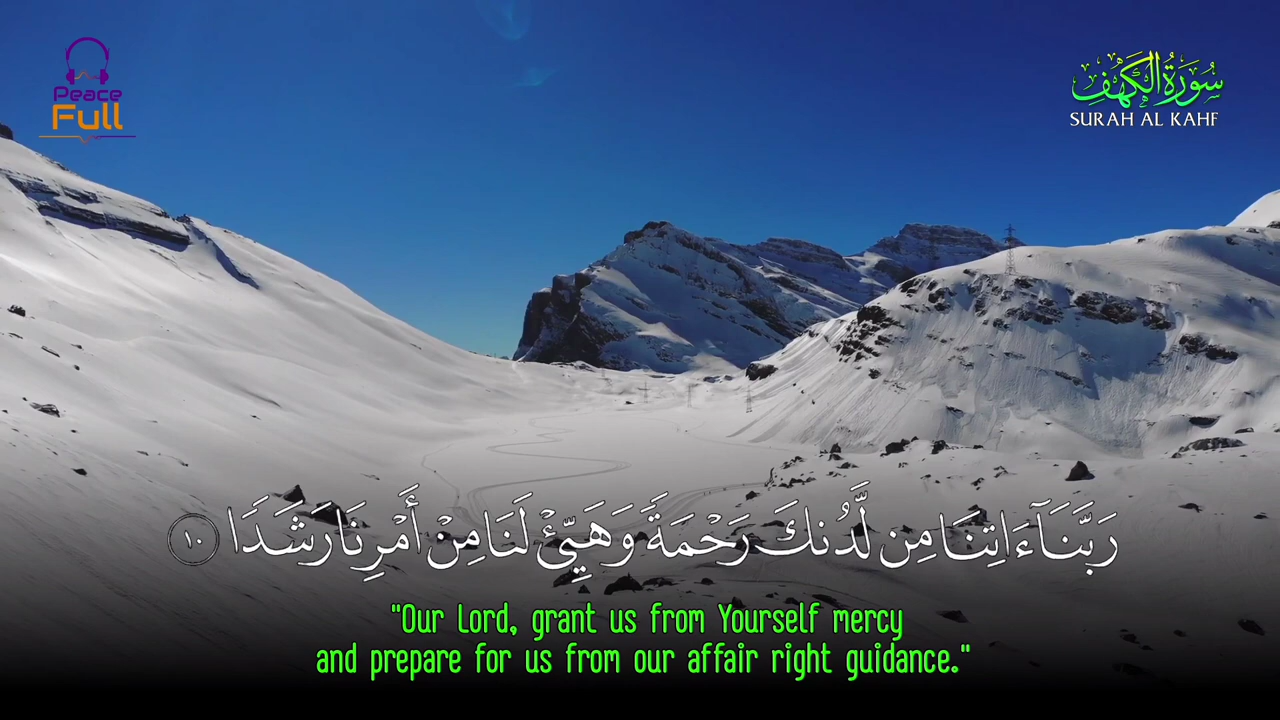 Peace
Full
سُورَةُ الكَهْفِ
SURAH AL KAHF
رَبَّنَآ ءَاتِنَا مِن لَّدُنكَ رَحْمَةً وَهَيِّئْ لَنَا مِنْ أَمْرِنَا رَشَدًا ١٠
"Our Lord, grant us from Yourself mercy
and prepare for us from our affair right guidance."